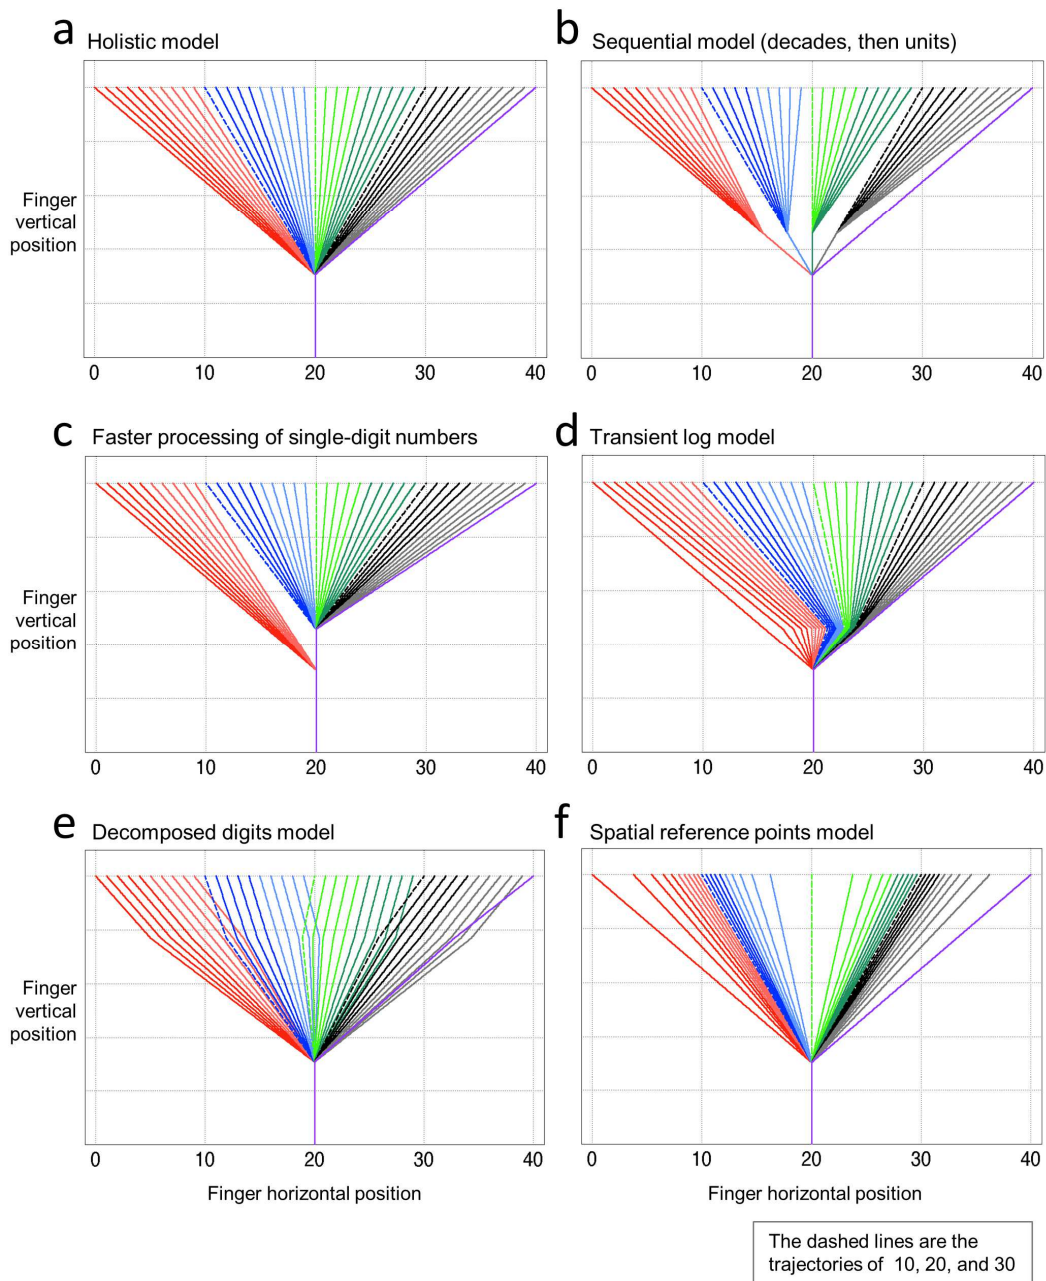 a Holistic model
b Sequential model (decades, then units)
Finger
vertical
position
0 10 20 30 40
0 10 20 30 40
c Faster processing of single-digit numbers
d Transient log model
Finger
vertical
position
0 10 20 30 40
0 10 20 30 40
e Decomposed digits model
f Spatial reference points model
Finger
vertical
position
0 10 20 30 40
0 10 20 30 40
Finger horizontal position
Finger horizontal position
The dashed lines are the
trajectories of 10, 20, and 30